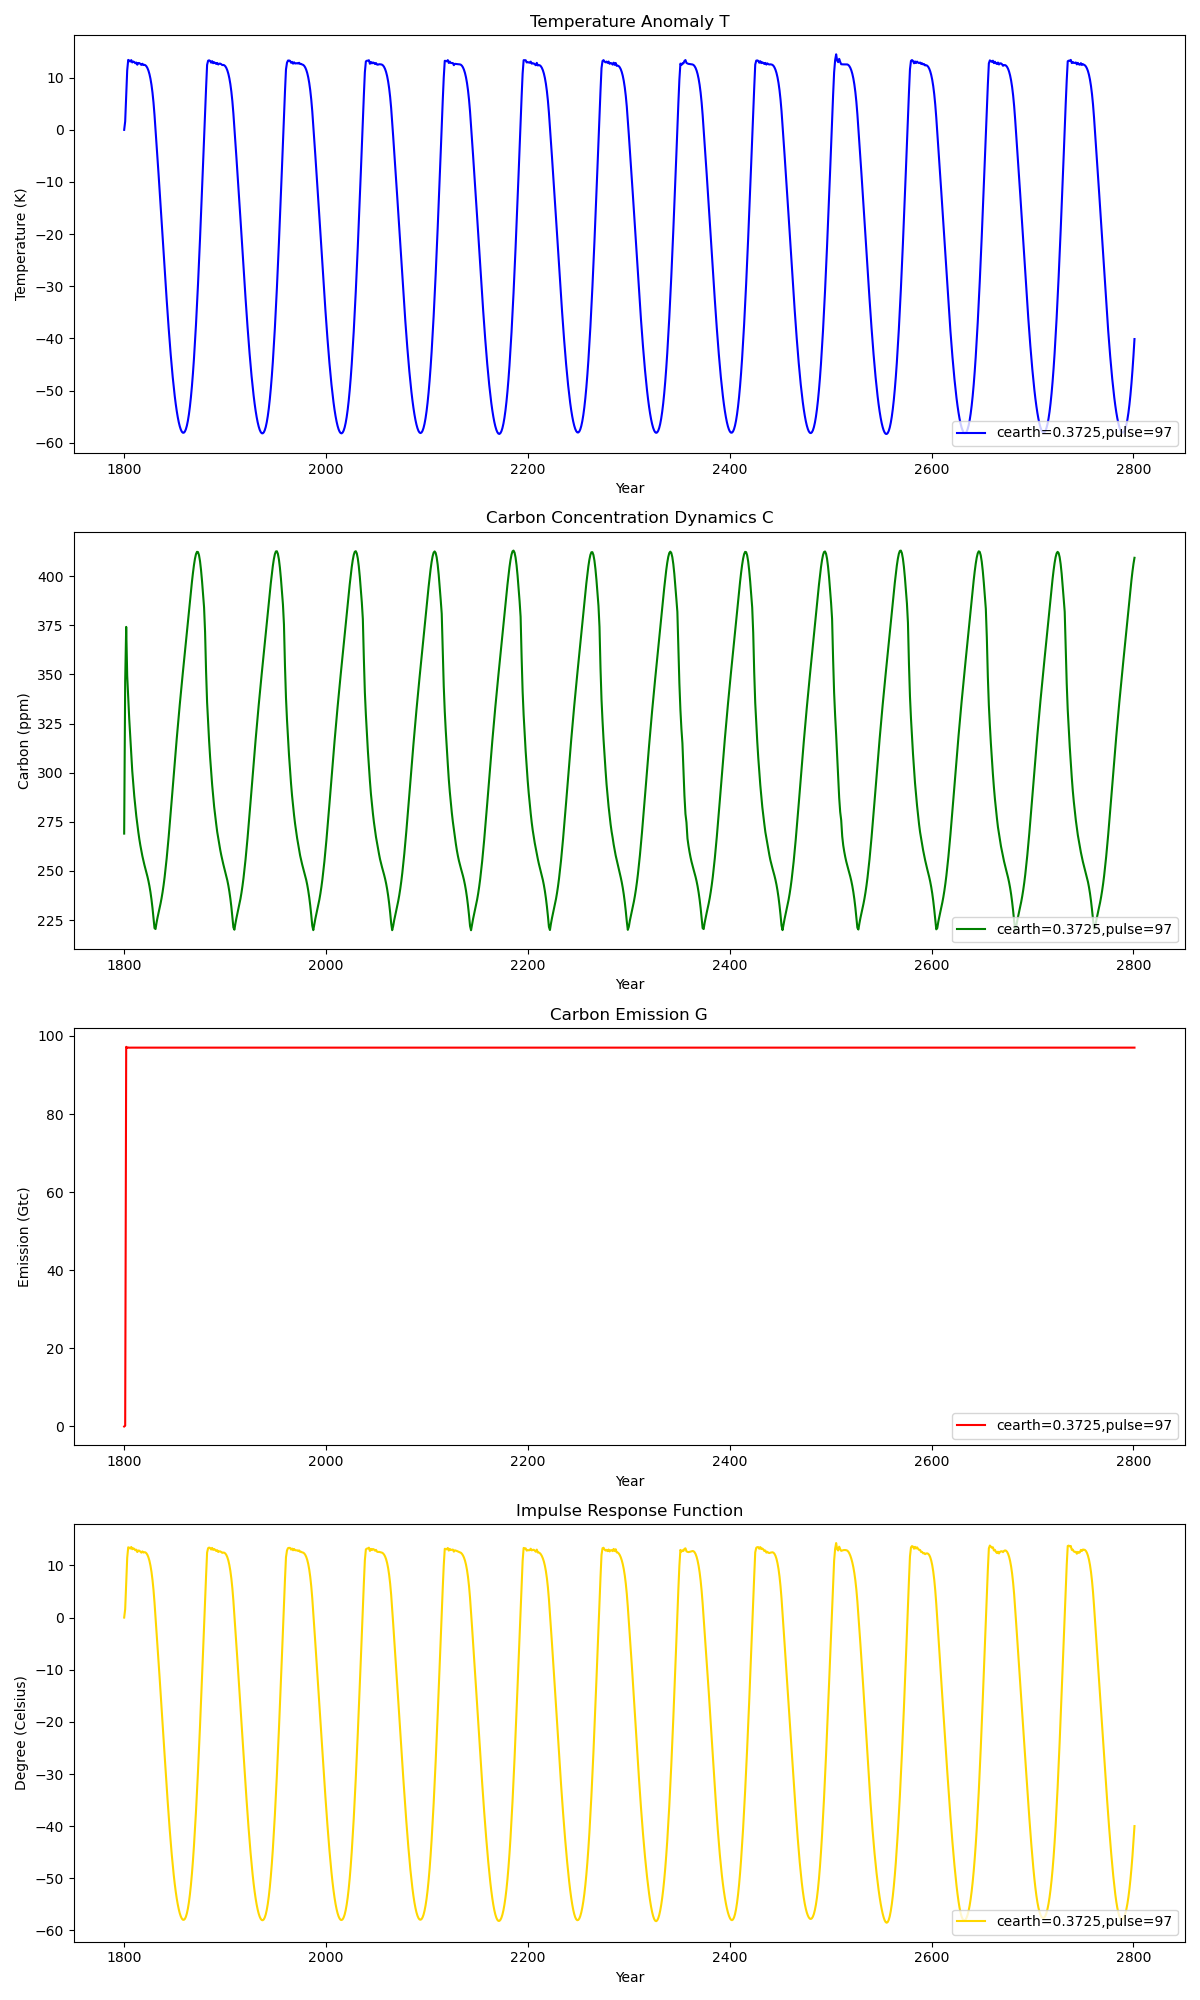 Temperature Anomaly T
10
0
−10
−20
−30
−40
−50
−60
Temperature (K)
cearth=0.3725,pulse=97
1800 2000 2200 2400 2600 2800
Year
Carbon Concentration Dynamics C
400
375
350
325
300
275
250
225
Carbon (ppm)
cearth=0.3725,pulse=97
1800 2000 2200 2400 2600 2800
Year
Carbon Emission G
100
80
60
40
20
0
Emission (Gtc)
cearth=0.3725,pulse=97
1800 2000 2200 2400 2600 2800
Year
Impulse Response Function
10
0
−10
−20
−30
−40
−50
−60
Degree (Celsius)
cearth=0.3725,pulse=97
1800 2000 2200 2400 2600 2800
Year